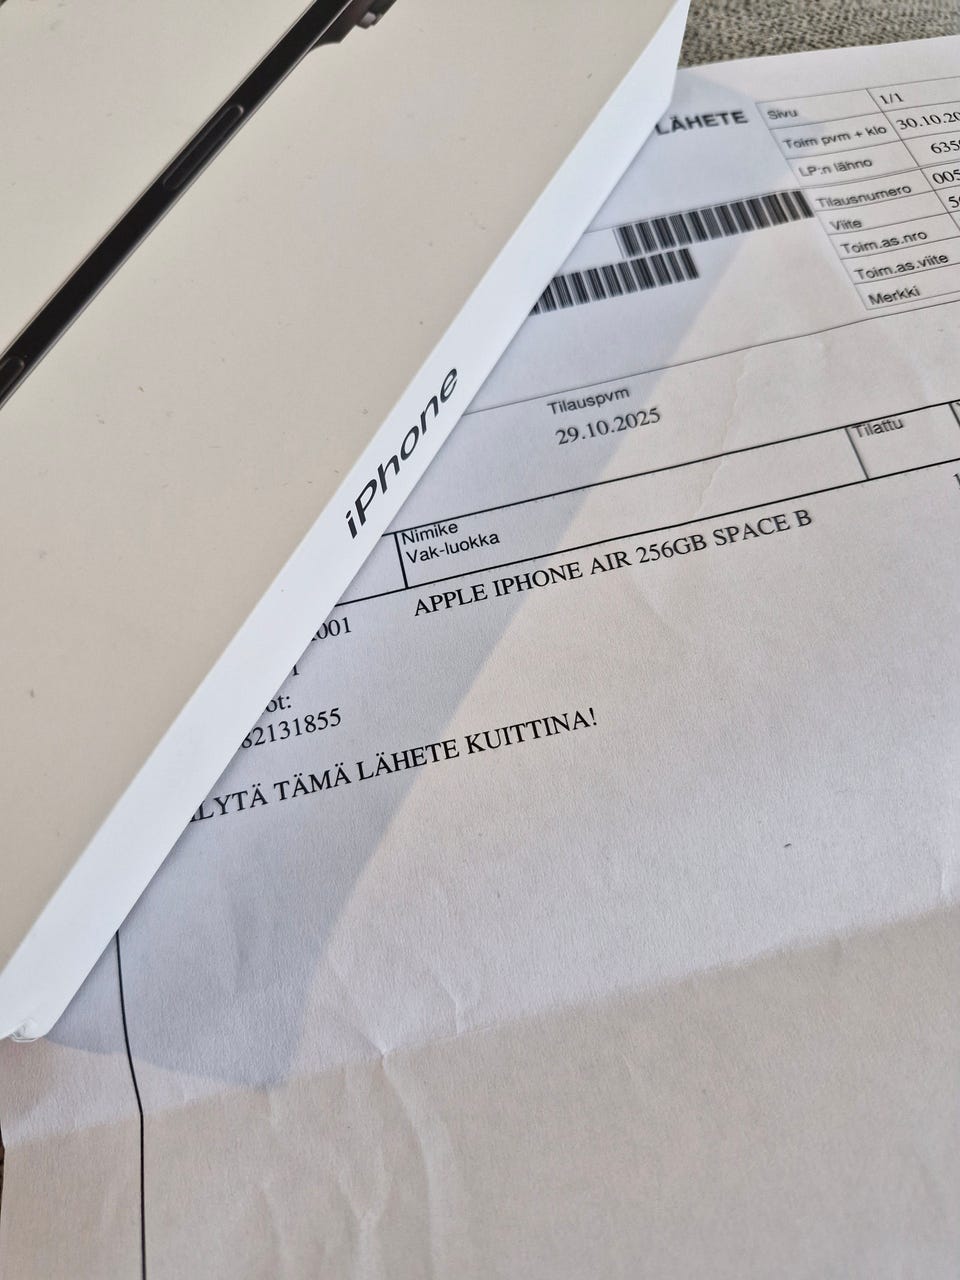 LÄHETE
Sivu 1/1
Toim pvm + klo 30.10.20
LP:n lähno 635
Tilausnumero 005
Viite
Toim.as.nro
Toim.as.viite
Merkki
Tilauspvm
29.10.2025
iPhone
Nimike Tilattu
Vak-luokka
001 APPLE IPHONE AIR 256GB SPACE B
ot:
82131855
LYTÄ TÄMÄ LÄHETE KUITTINA!